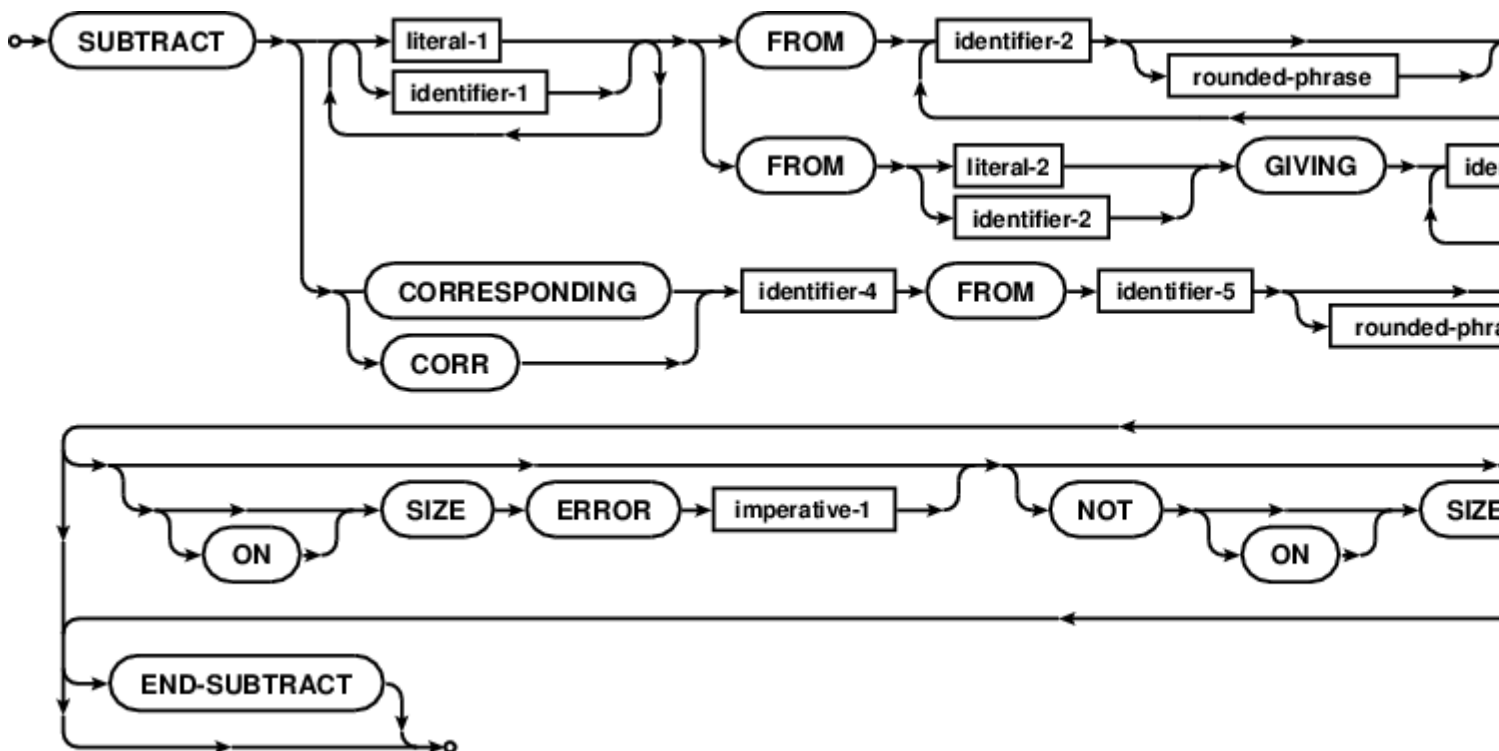 SUBTRACT literal-1 FROM identifier-2
identifier-1 rounded-phrase
FROM literal-2 GIVING
identifier-2
CORRESPONDING identifier-4 FROM identifier-5
CORR
SIZE ERROR imperative-1 NOT SIZE
ON ON
END-SUBTRACT